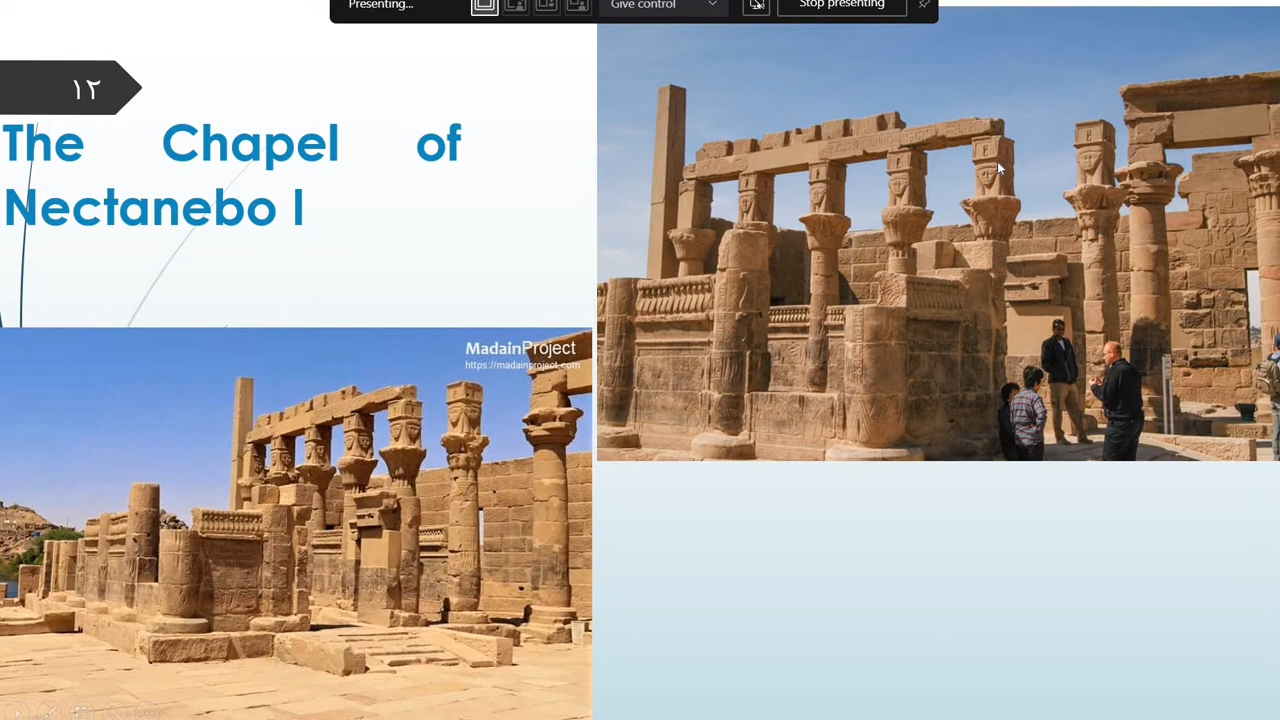 Presenting...
Give control
Stop presenting
١٢
The Chapel of
Nectanebo I
MadainProject
https://madainproject.com